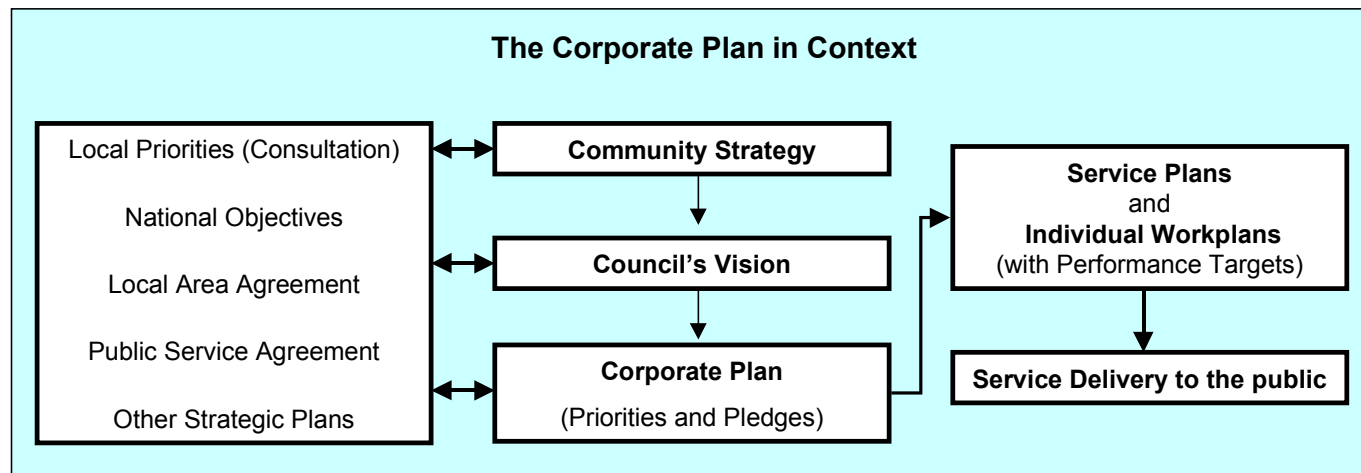 The Corporate Plan in Context
Local Priorities (Consultation)
National Objectives
Local Area Agreement
Public Service Agreement
Other Strategic Plans
Community Strategy
Council’s Vision
Corporate Plan
(Priorities and Pledges)
Service Plans
and
Individual Workplans
(with Performance Targets)
Service Delivery to the public